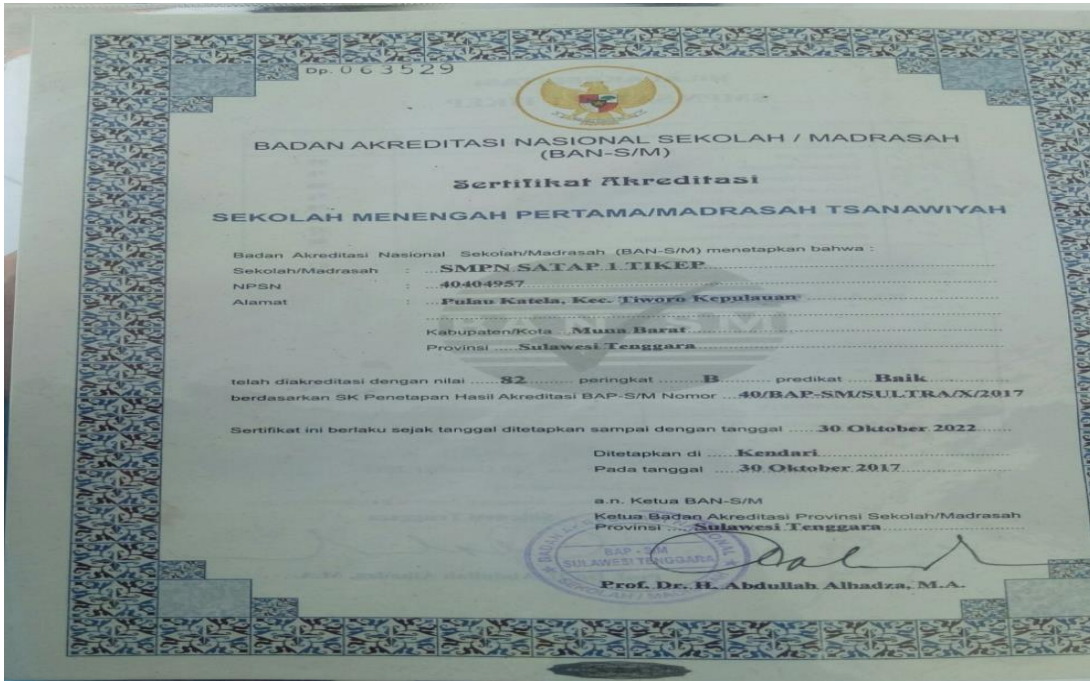 Dp. 063529
BADAN AKREDITASI NASIONAL SEKOLAH / MADRASAH
(BAN-S/M)
Sertifikat Akreditasi
SEKOLAH MENENGAH PERTAMA/MADRASAH TSANAWIYAH
Badan Akreditasi Nasional Sekolah/Madrasah (BAN-S/M) menetapkan bahwa :
Sekolah/Madrasah : SMPN SATAP 1 TIKEP
NPSN : 40404957
Alamat : Pulau Katela, Kec. Tiworo Kepulauan
Kabupaten/Kota Muna Barat
Provinsi Sulawesi Tenggara
telah diakreditasi dengan nilai 82 peringkat B predikat Baik
berdasarkan SK Penetapan Hasil Akreditasi BAP-S/M Nomor 40/BAP-SM/SULTRA/X/2017
Sertifikat ini berlaku sejak tanggal ditetapkan sampai dengan tanggal 30 Oktober 2022
Ditetapkan di Kendari
Pada tanggal 30 Oktober 2017
a.n. Ketua BAN-S/M
Ketua Badan Akreditasi Provinsi Sekolah/Madrasah
Provinsi Sulawesi Tenggara
BAP - S/M
SULAWESI TENGGARA
Prof. Dr. H. Abdullah Alhadza, M.A.